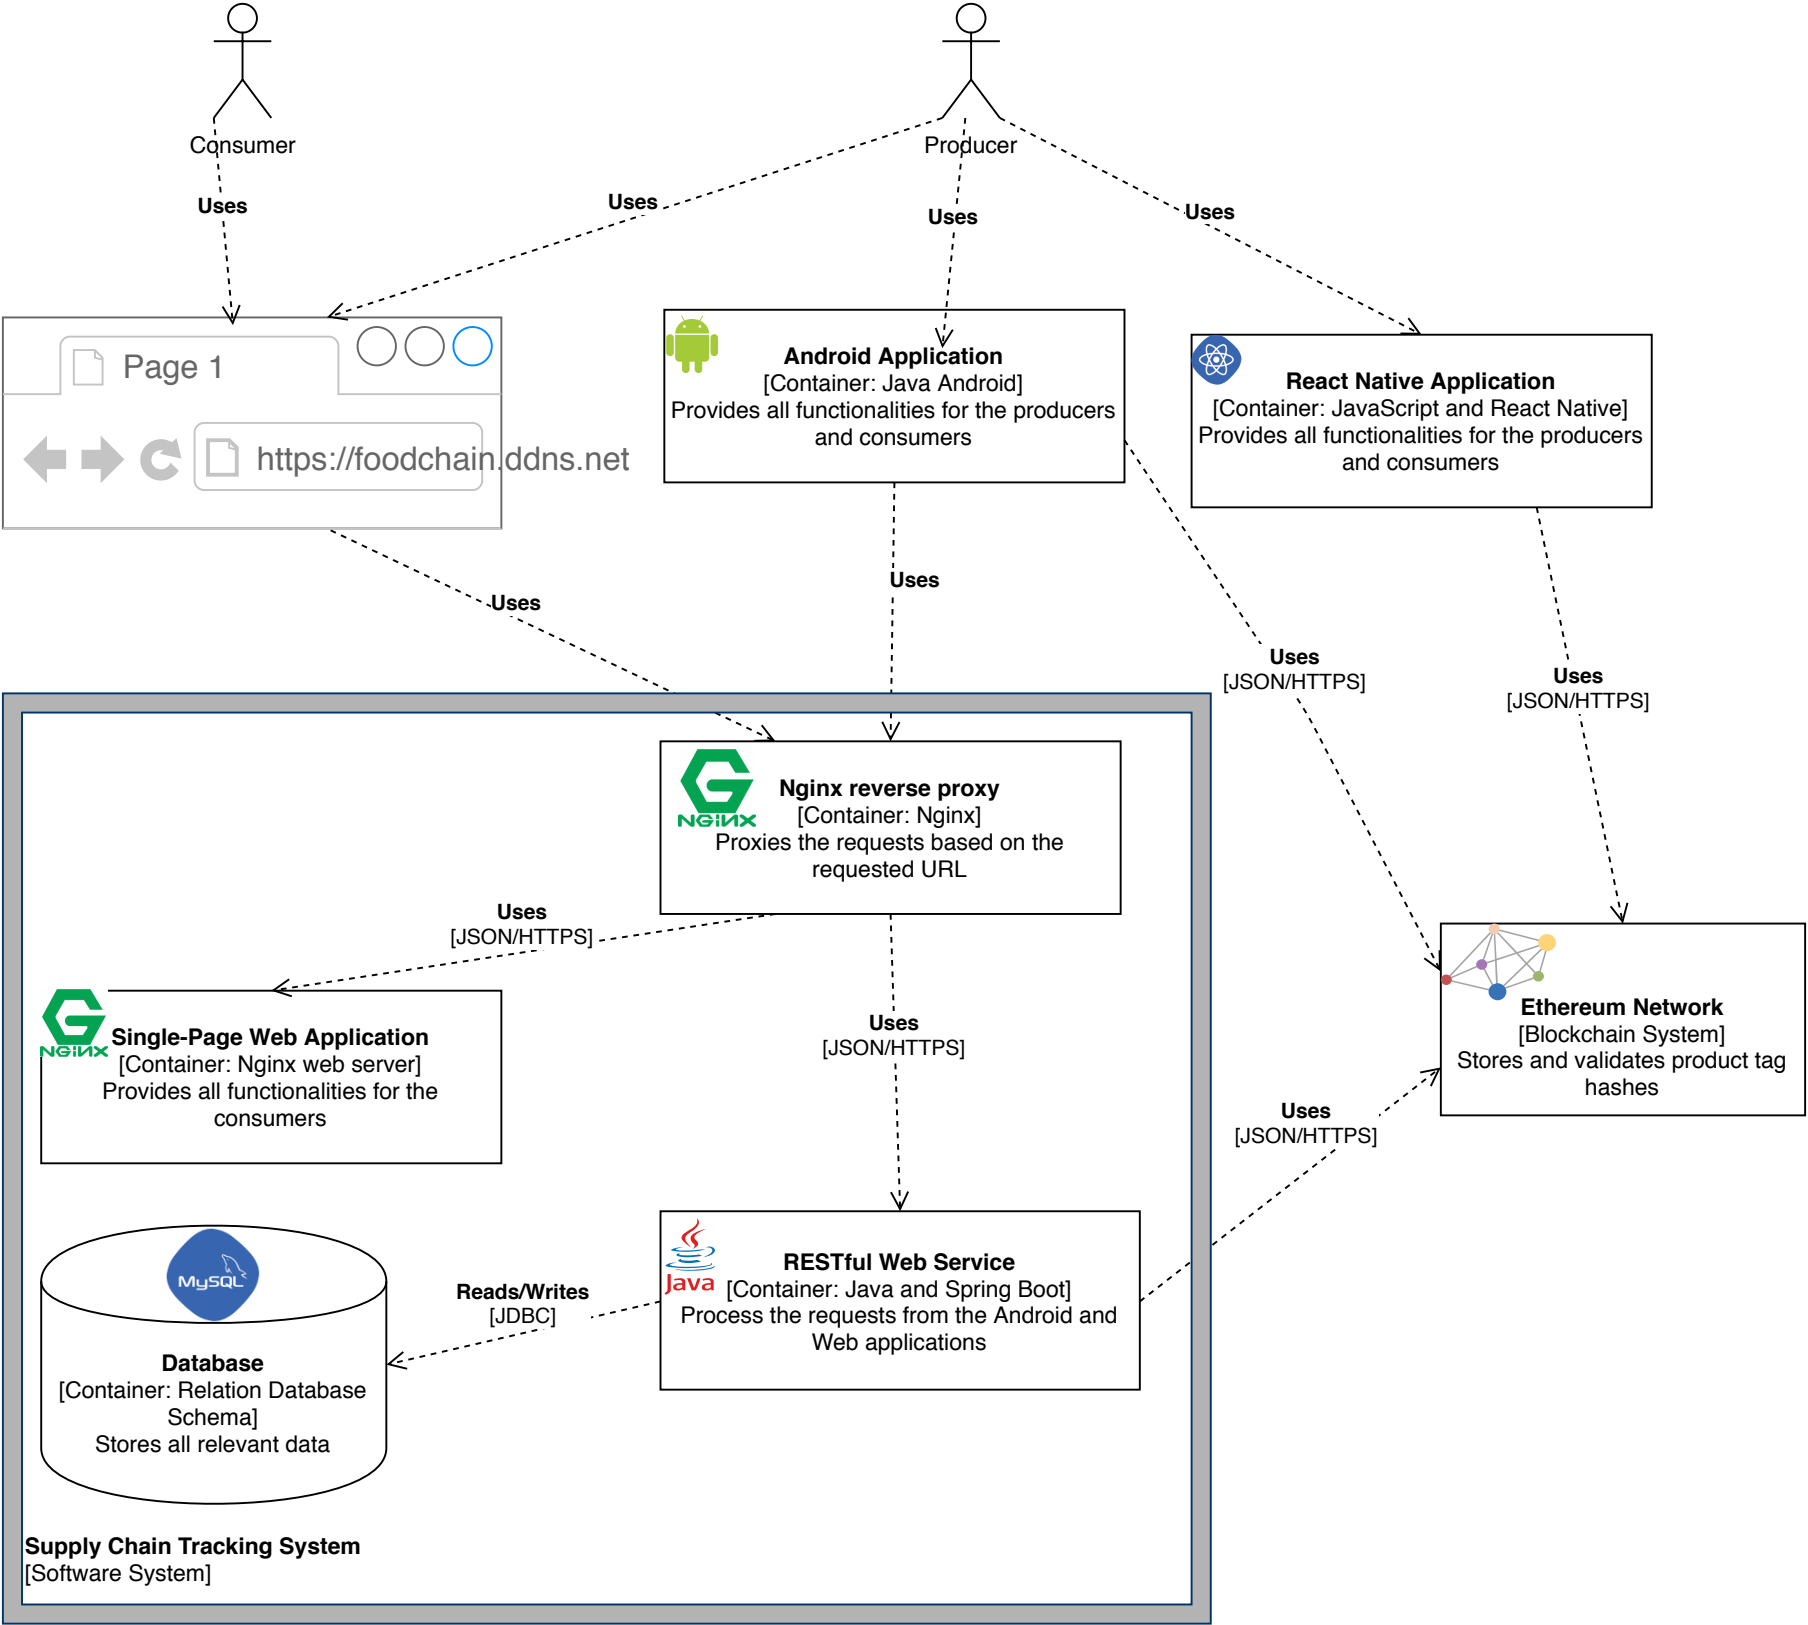 Consumer
Producer
Uses
Uses
Uses
Uses
Page 1
https://foodchain.ddns.net
Android Application
[Container: Java Android]
Provides all functionalities for the producers
and consumers
React Native Application
[Container: JavaScript and React Native]
Provides all functionalities for the producers
and consumers
Uses
Uses
Uses
[JSON/HTTPS]
Uses
[JSON/HTTPS]
NGINX
Nginx reverse proxy
[Container: Nginx]
Proxies the requests based on the
requested URL
Uses
[JSON/HTTPS]
NGINX
Single-Page Web Application
[Container: Nginx web server]
Provides all functionalities for the
consumers
Uses
[JSON/HTTPS]
Ethereum Network
[Blockchain System]
Stores and validates product tag
hashes
Uses
[JSON/HTTPS]
MySQL
Database
[Container: Relation Database
Schema]
Stores all relevant data
Reads/Writes
[JDBC]
Java
RESTful Web Service
[Container: Java and Spring Boot]
Process the requests from the Android and
Web applications
Supply Chain Tracking System
[Software System]